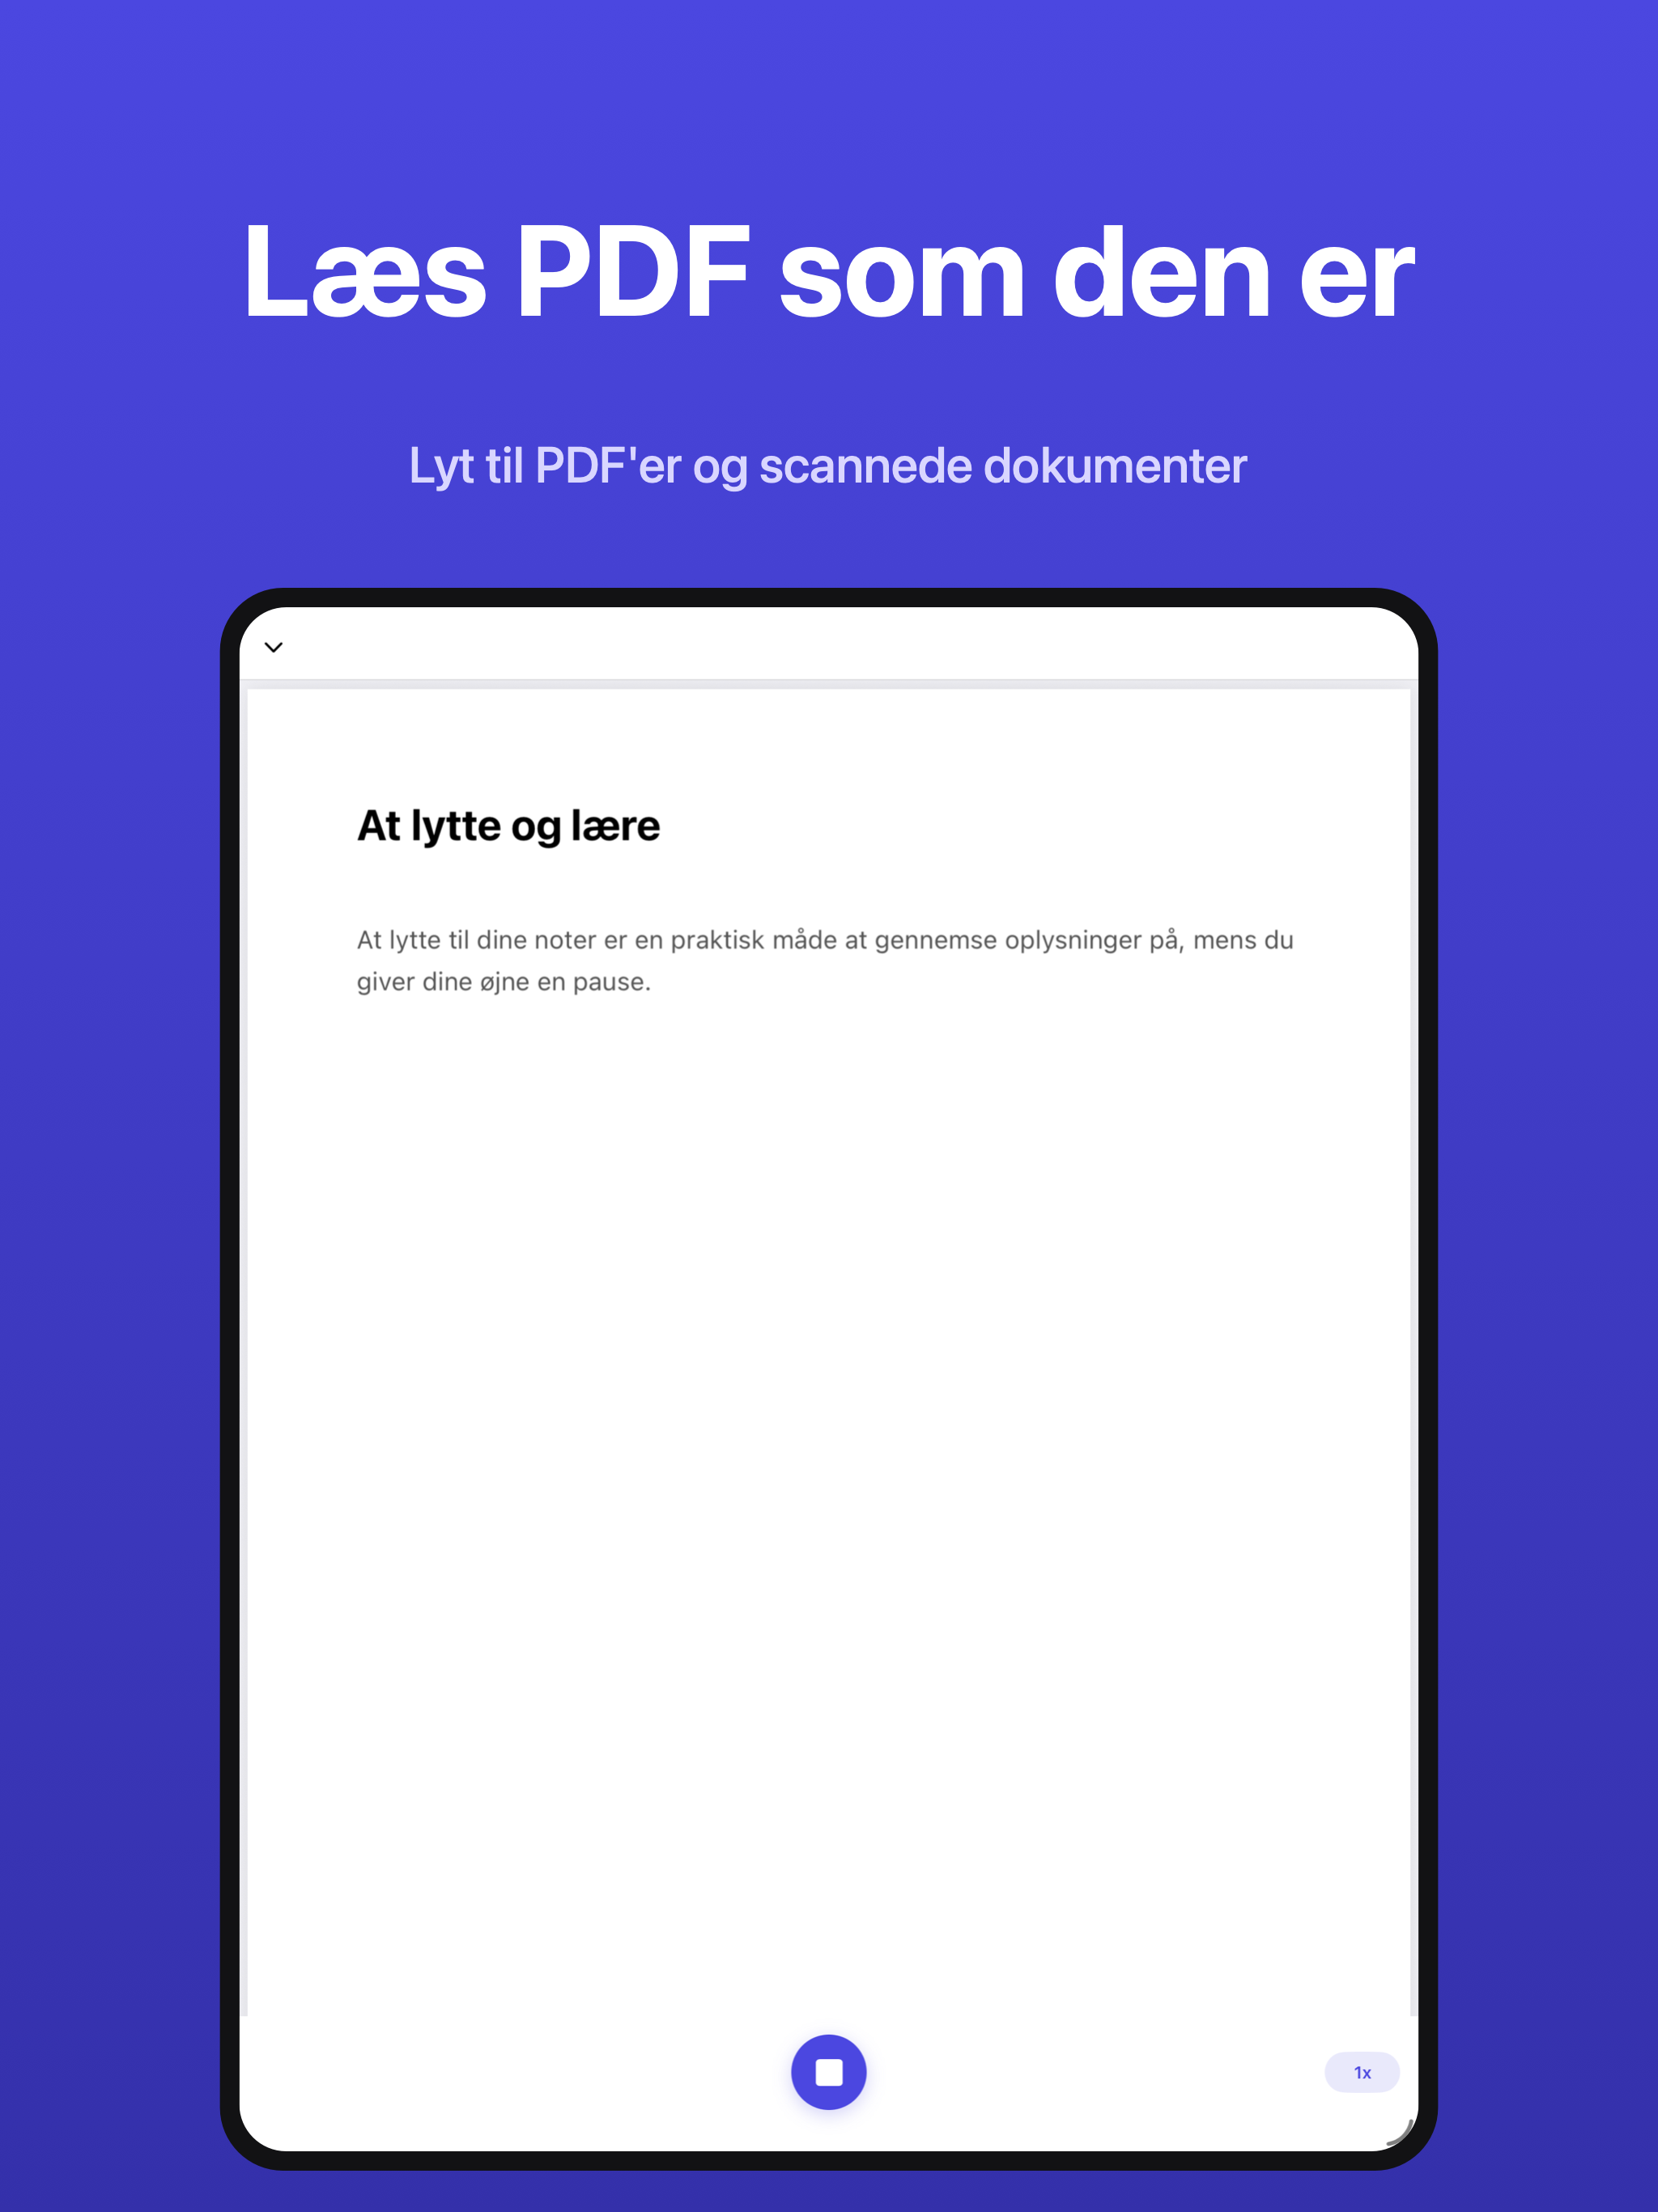 Læs PDF som den er
Lyt til PDF'er og scannede dokumenter
At lytte og lære
At lytte til dine noter er en praktisk måde at gennemse oplysninger på, mens du
giver dine øjne en pause.
1x